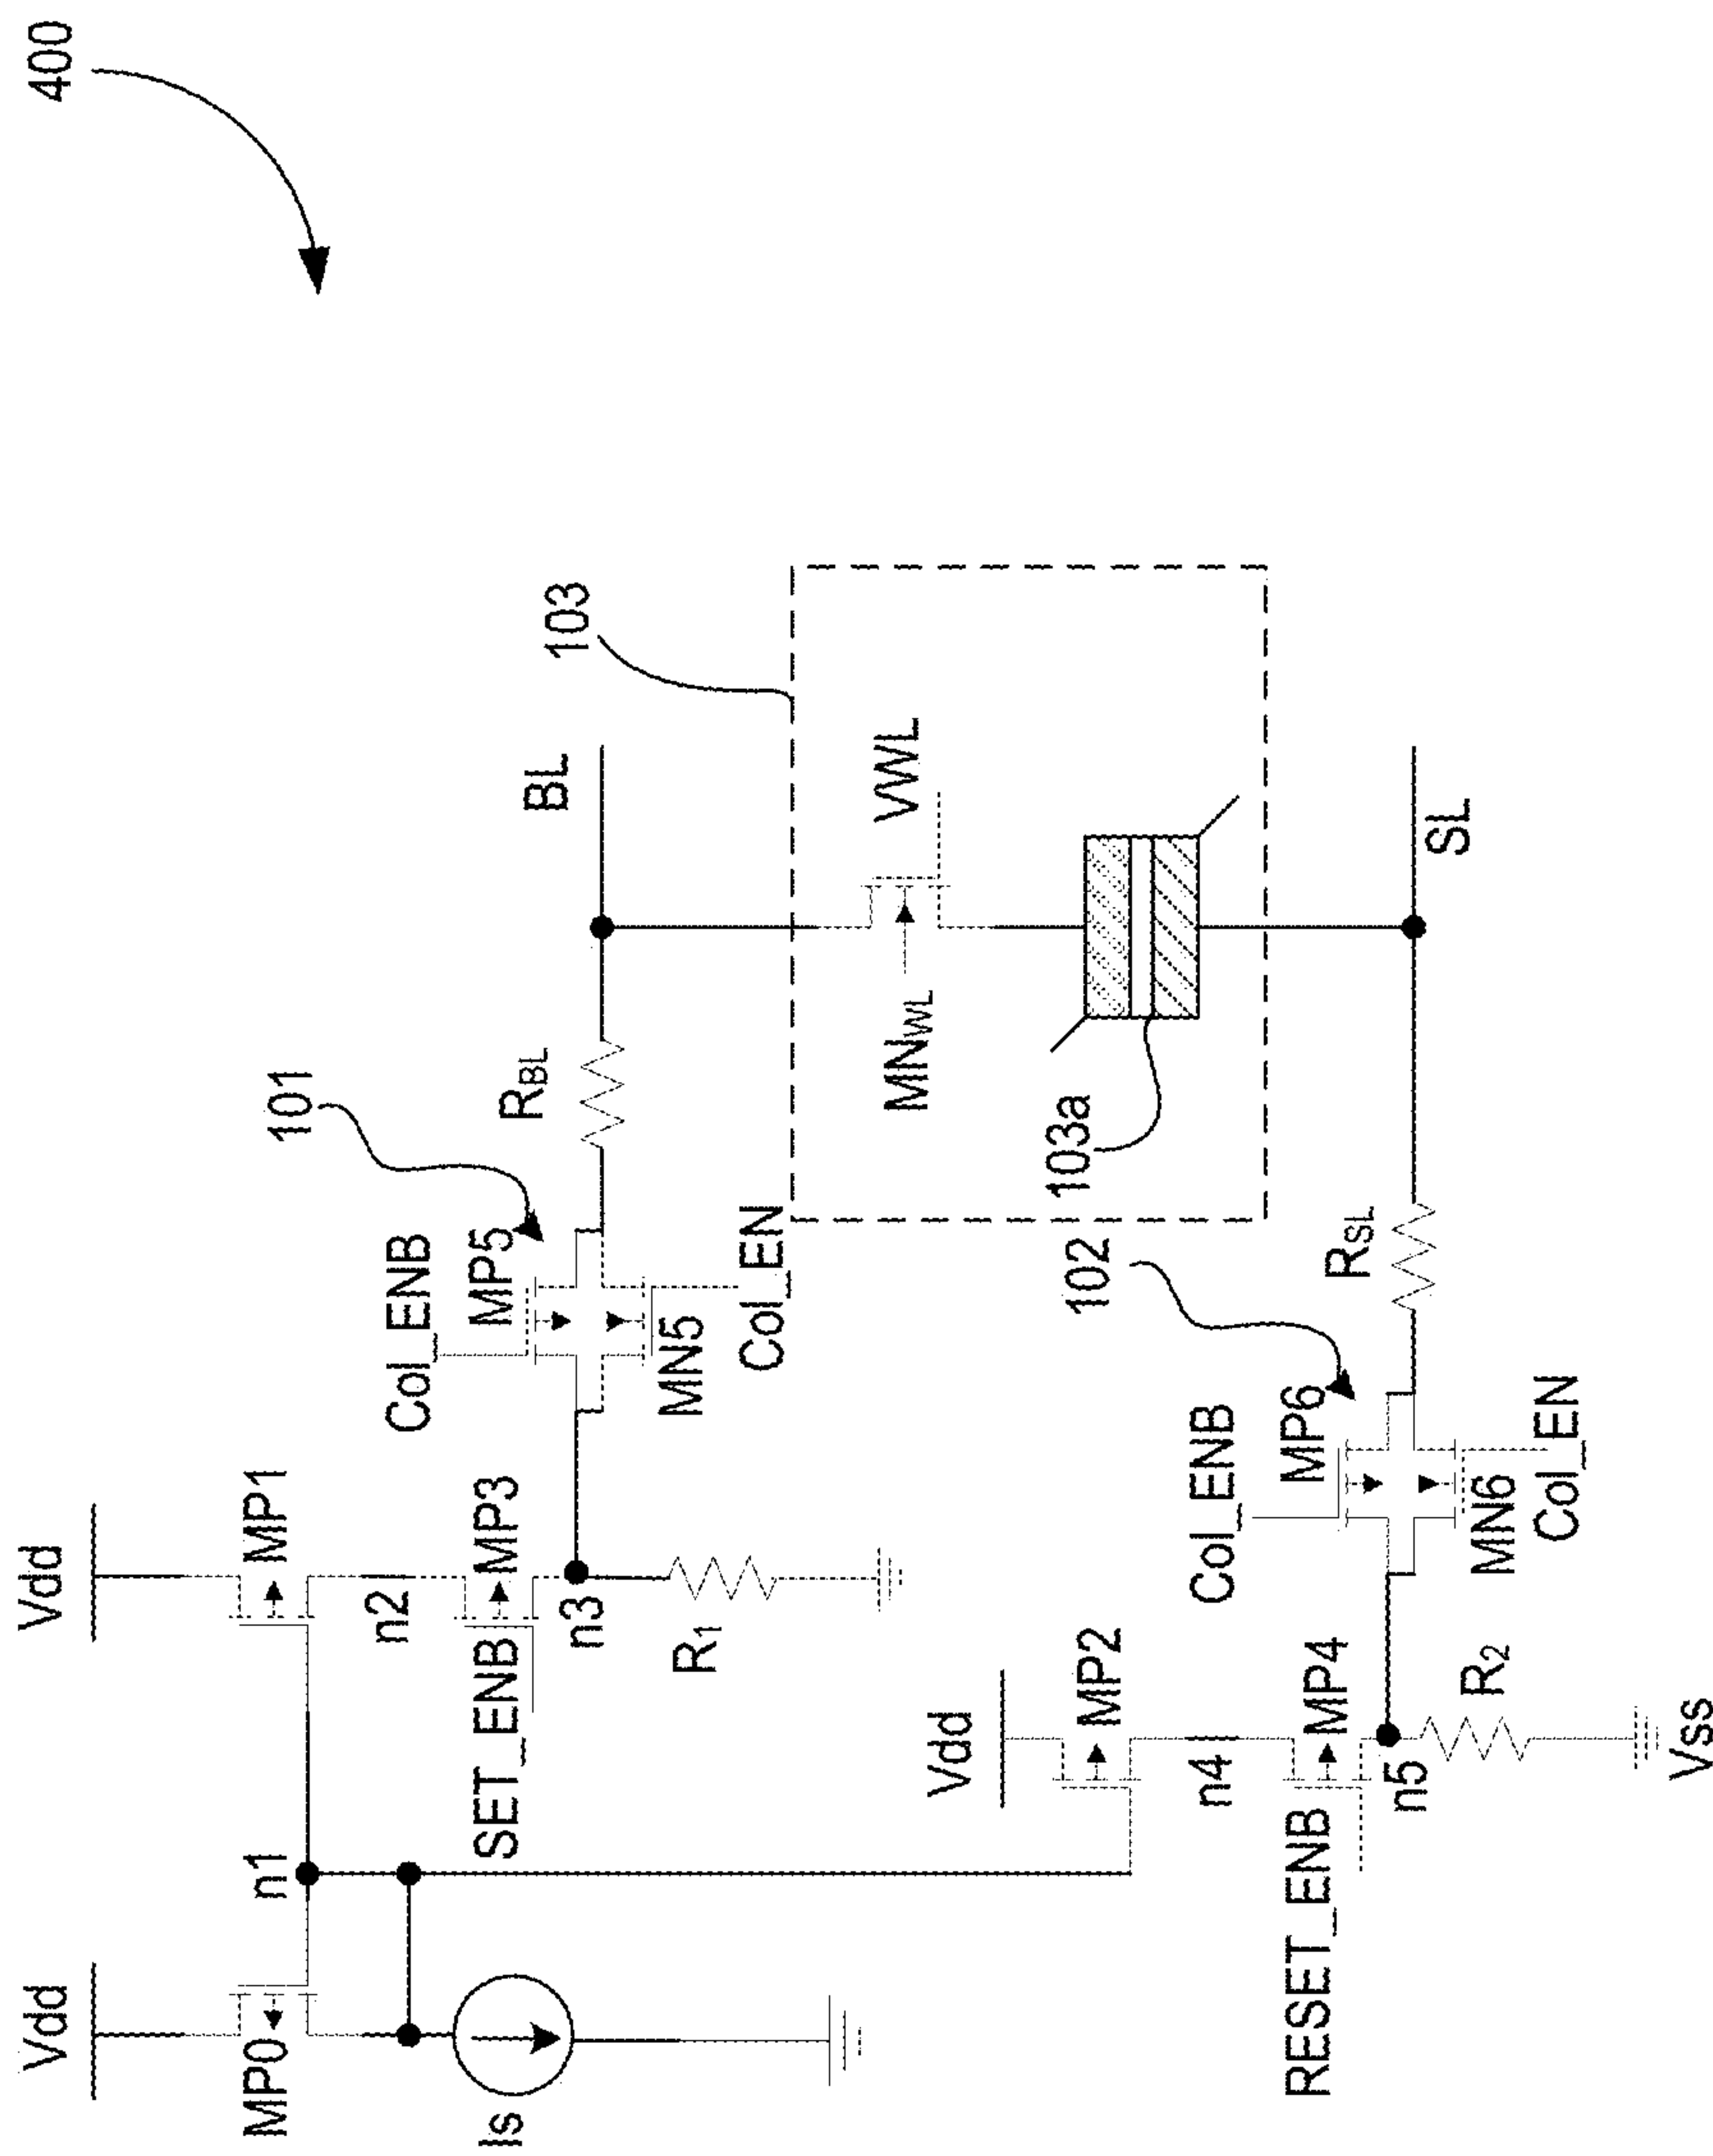 400
Vdd
MP0
Is
n1
Vdd
MP1
n2
SET_ENB
MP3
n3
R1
Col_ENB
MP5
MN5
Col_EN
101
RBL
BL
103
MNWL
VWL
103a
Vdd
MP2
n4
RESET_ENB
MP4
n5
R2
Vss
Col_ENB
MP6
MN6
Col_EN
102
RSL
SL